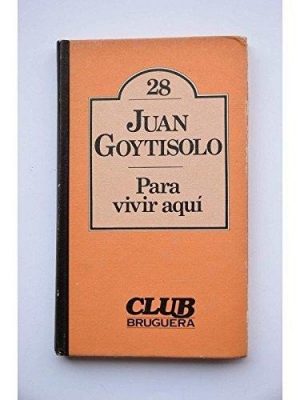 28
JUAN
GOYTISOLO
Para
vivir aquí
CLUB
BRUGUERA